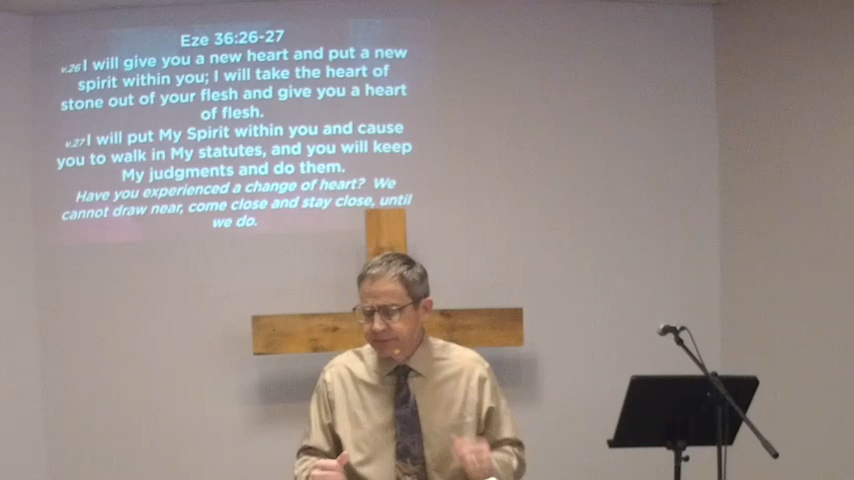 Eze 36:26-27
v.26 I will give you a new heart and put a new
spirit within you; I will take the heart of
stone out of your flesh and give you a heart
of flesh.
v.27 I will put My Spirit within you and cause
you to walk in My statutes, and you will keep
My judgments and do them.
Have you experienced a change of heart? We
cannot draw near, come close and stay close, until
we do.